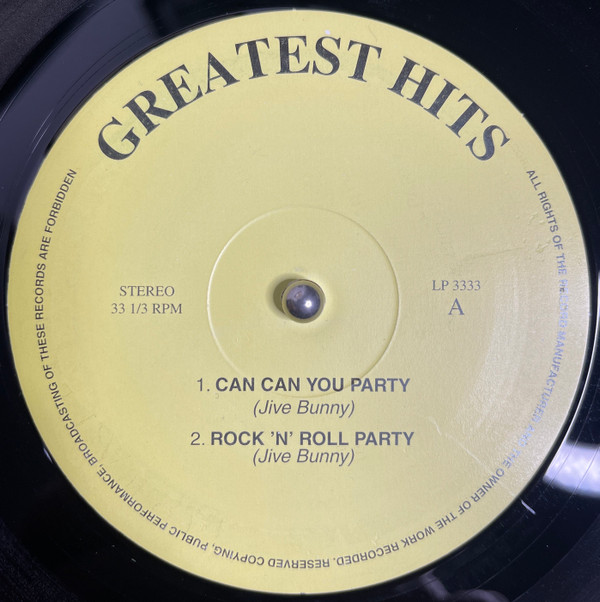 GREATEST HITS
STEREO
33 1/3 RPM
LP 3333
A
1. CAN CAN YOU PARTY
(Jive Bunny)
2. ROCK 'N' ROLL PARTY
(Jive Bunny)
ALL RIGHTS OF THE RECORD MANUFACTURER AND THE OWNER OF THE WORK RECORDED. RESERVED COPYING, PUBLIC PERFORMANCE, BROADCASTING OF THESE RECORDS ARE FORBIDDEN